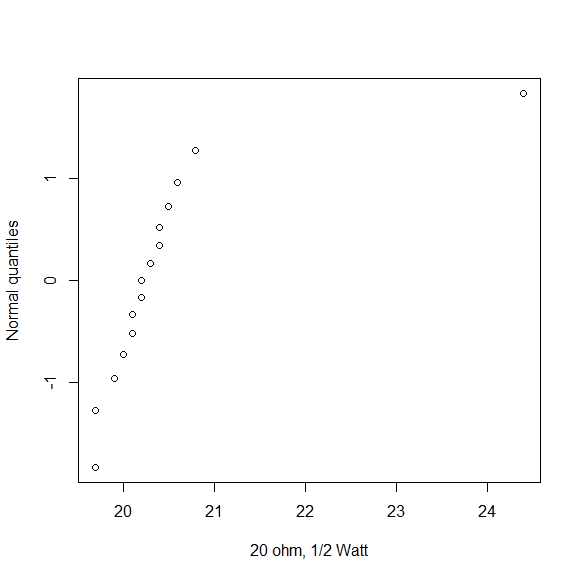 Normal quantiles
1
0
-1
20 21 22 23 24
20 ohm, 1/2 Watt